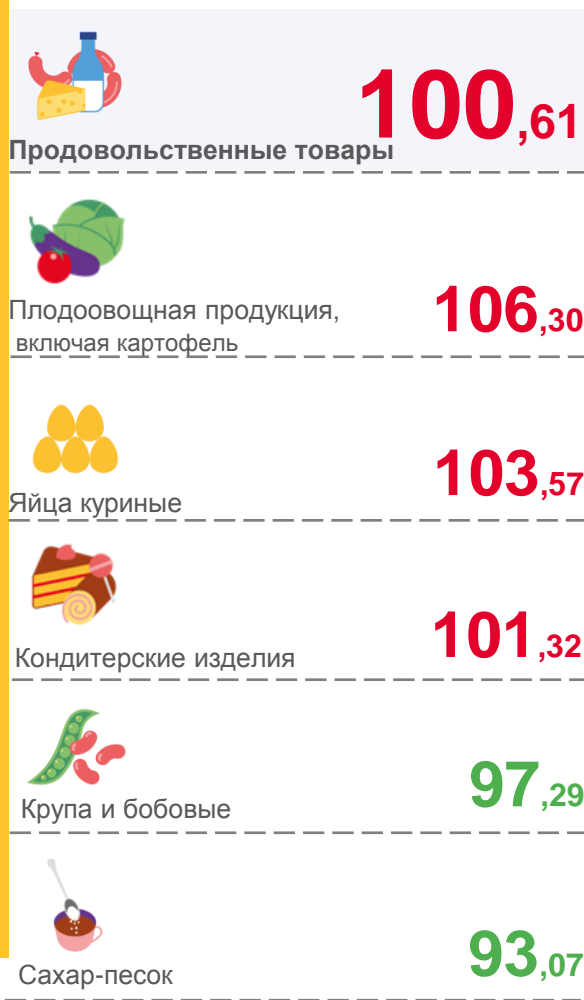 100,61
Продовольственные товары
Плодоовощная продукция,
включая картофель
106,30
Яйца куриные
103,57
Кондитерские изделия
101,32
Крупа и бобовые
97,29
Сахар-песок
93,07